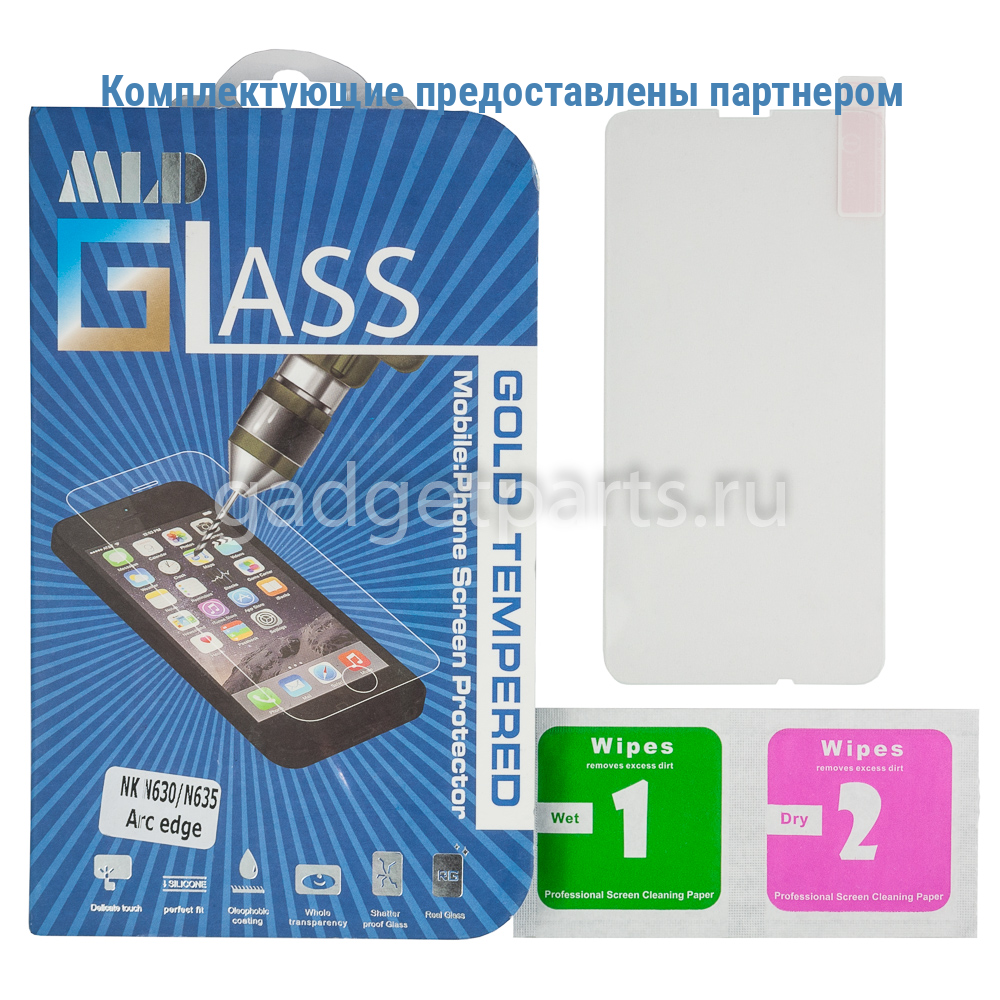 Комплектующие предоставлены партнером
MLD
GLASS
GOLD TEMPERED
Mobile:Phone Screen Protector
gadgetparts.ru
NK N630/N635
Arc edge
Delicate touch
SILICONE
perfect fit
Oleophobic
coating
Whole
transparency
Shatter
proof Glass
Real Glass
Wipes
removes excess dirt
Wet
1
Professional Screen Cleaning Paper
Wipes
removes excess dirt
Dry
2
Professional Screen Cleaning Paper